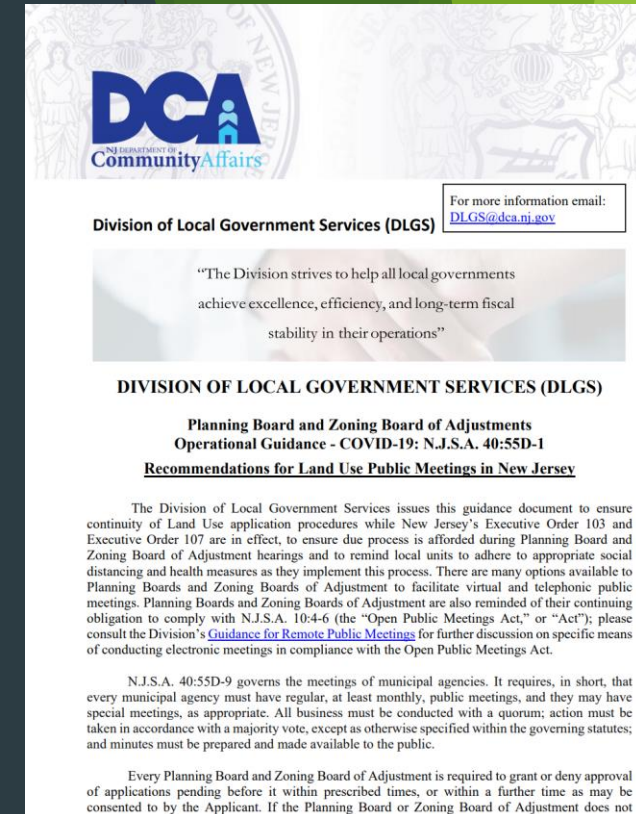 DCA
NJ DEPARTMENT OF
CommunityAffairs
Division of Local Government Services (DLGS)
For more information email:
DLGS@dca.nj.gov
“The Division strives to help all local governments
achieve excellence, efficiency, and long-term fiscal
stability in their operations”
DIVISION OF LOCAL GOVERNMENT SERVICES (DLGS)
Planning Board and Zoning Board of Adjustments
Operational Guidance - COVID-19: N.J.S.A. 40:55D-1
Recommendations for Land Use Public Meetings in New Jersey
The Division of Local Government Services issues this guidance document to ensure
continuity of Land Use application procedures while New Jersey’s Executive Order 103 and
Executive Order 107 are in effect, to ensure due process is afforded during Planning Board and
Zoning Board of Adjustment hearings and to remind local units to adhere to appropriate social
distancing and health measures as they implement this process. There are many options available to
Planning Boards and Zoning Boards of Adjustment to facilitate virtual and telephonic public
meetings. Planning Boards and Zoning Boards of Adjustment are also reminded of their continuing
obligation to comply with N.J.S.A. 10:4-6 (the “Open Public Meetings Act,” or “Act”); please
consult the Division’s Guidance for Remote Public Meetings for further discussion on specific means
of conducting electronic meetings in compliance with the Open Public Meetings Act.
N.J.S.A. 40:55D-9 governs the meetings of municipal agencies. It requires, in short, that
every municipal agency must have regular, at least monthly, public meetings, and they may have
special meetings, as appropriate. All business must be conducted with a quorum; action must be
taken in accordance with a majority vote, except as otherwise specified within the governing statutes;
and minutes must be prepared and made available to the public.
Every Planning Board and Zoning Board of Adjustment is required to grant or deny approval
of applications pending before it within prescribed times, or within a further time as may be
consented to by the Applicant. If the Planning Board or Zoning Board of Adjustment does not